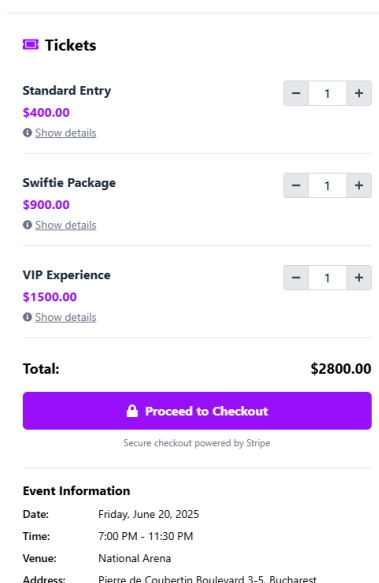 Tickets
Standard Entry
$400.00
Show details
− 1 +
Swiftie Package
$900.00
Show details
− 1 +
VIP Experience
$1500.00
Show details
− 1 +
Total: $2800.00
Proceed to Checkout
Secure checkout powered by Stripe
Event Information
Date: Friday, June 20, 2025
Time: 7:00 PM - 11:30 PM
Venue: National Arena
Address: Pierre de Coubertin Boulevard 3-5, Bucharest